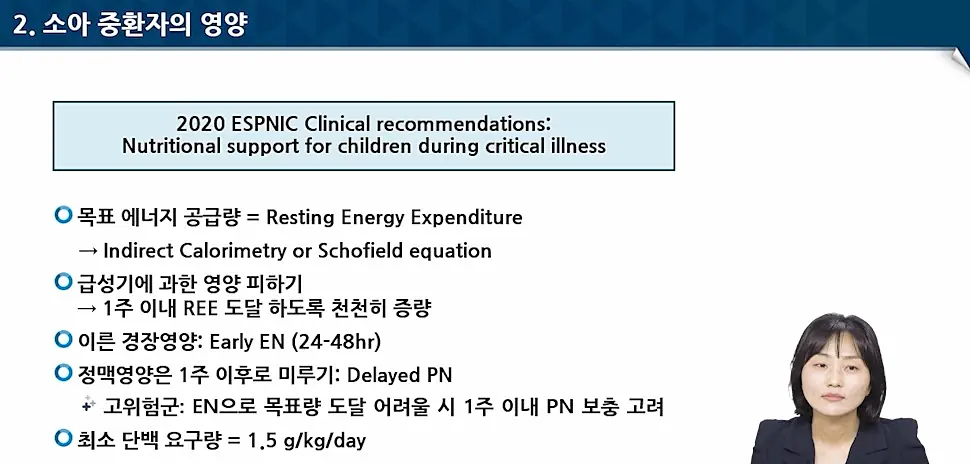 2. 소아 중환자의 영양
2020 ESPNIC Clinical recommendations:
Nutritional support for children during critical illness
목표 에너지 공급량 = Resting Energy Expenditure
→ Indirect Calorimetry or Schofield equation
급성기에 과한 영양 피하기
→ 1주 이내 REE 도달 하도록 천천히 증량
이른 경장영양: Early EN (24-48hr)
정맥영양은 1주 이후로 미루기: Delayed PN
고위험군: EN으로 목표량 도달 어려울 시 1주 이내 PN 보충 고려
최소 단백 요구량 = 1.5 g/kg/day